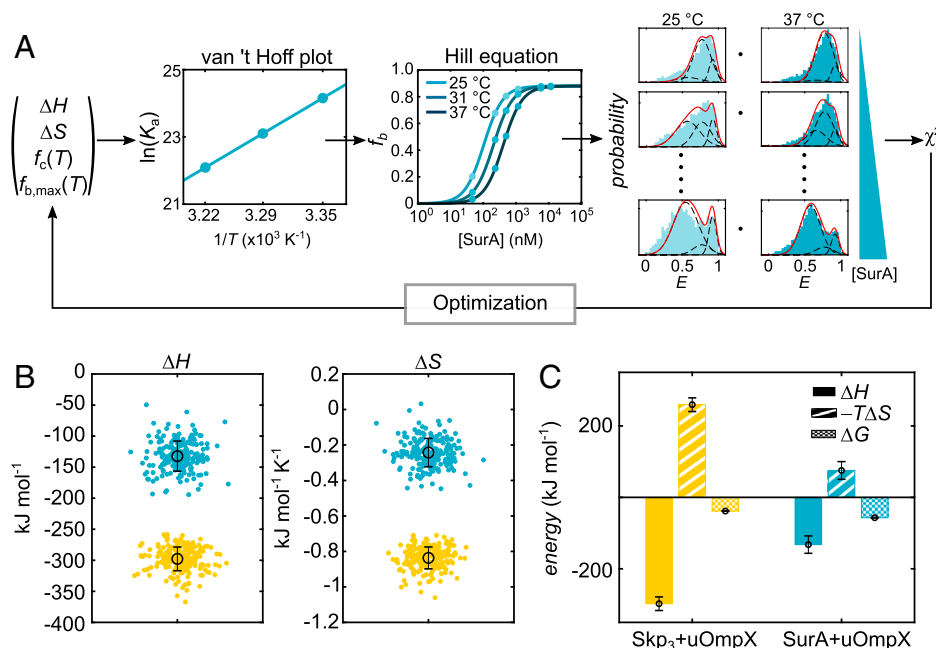 A
ΔH
ΔS
fc(T)
fb,max(T)
van 't Hoff plot
ln(Ka)
25
23
21
3.22
3.29
3.35
1/T (x10³ K-1)
Hill equation
fb
1.0
0.8
0.6
0.4
0.2
0
25 °C
31 °C
37 °C
10⁰
10¹
10²
10³
10⁴
10⁵
[SurA] (nM)
25 °C
37 °C
probability
0
0.5
1
E
0
0.5
1
E
[SurA]
χ²
Optimization
B
ΔH
kJ mol-1
0
-50
-100
-150
-200
-250
-300
-350
-400
ΔS
kJ mol-1 K-1
0.2
0
-0.2
-0.4
-0.6
-0.8
-1
-1.2
C
energy (kJ mol-1)
200
-200
ΔH
−TΔS
ΔG
Skp3+uOmpX
SurA+uOmpX